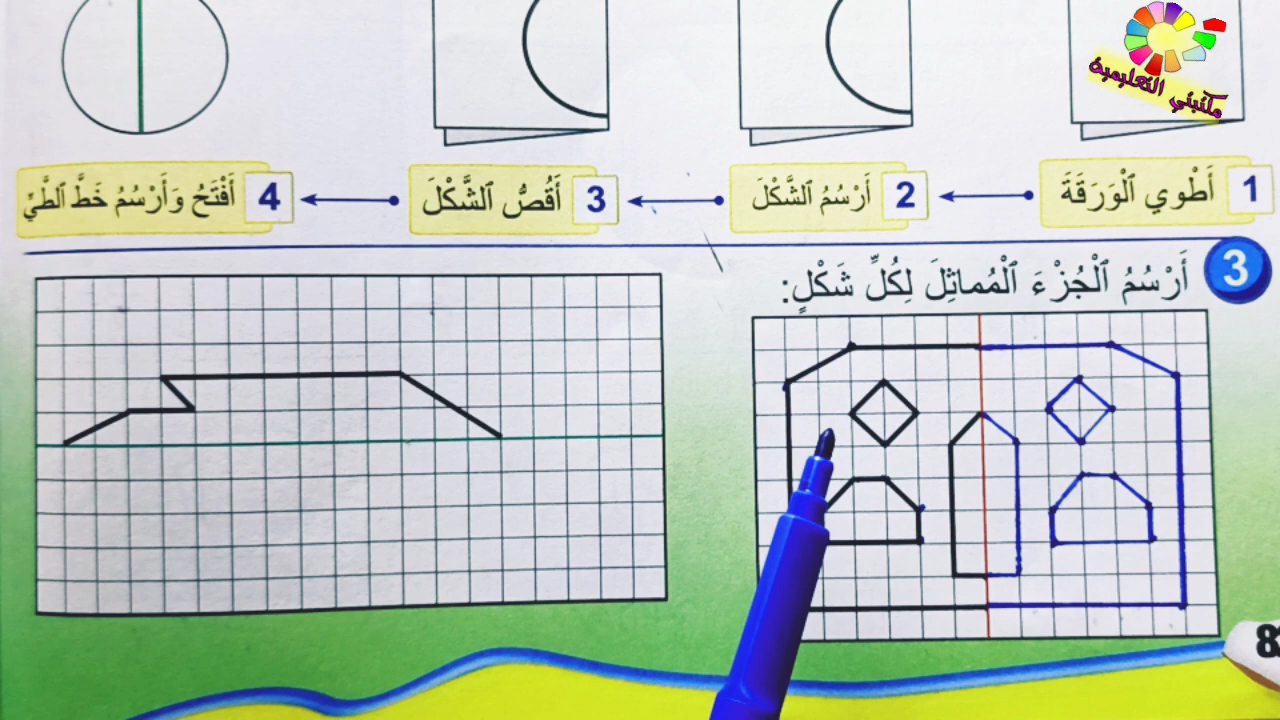 مكتبتي التعليمية
1 أَطْوِي ٱلْوَرَقَةَ
2 أَرْسُمُ ٱلشَّكْلَ
3 أَقُصُّ ٱلشَّكْلَ
4 أَفْتَحُ وَأَرْسُمُ خَطَّ ٱلطَّيِّ
3 أَرْسُمُ ٱلْجُزْءَ ٱلْمُماثِلَ لِكُلِّ شَكْلٍ: